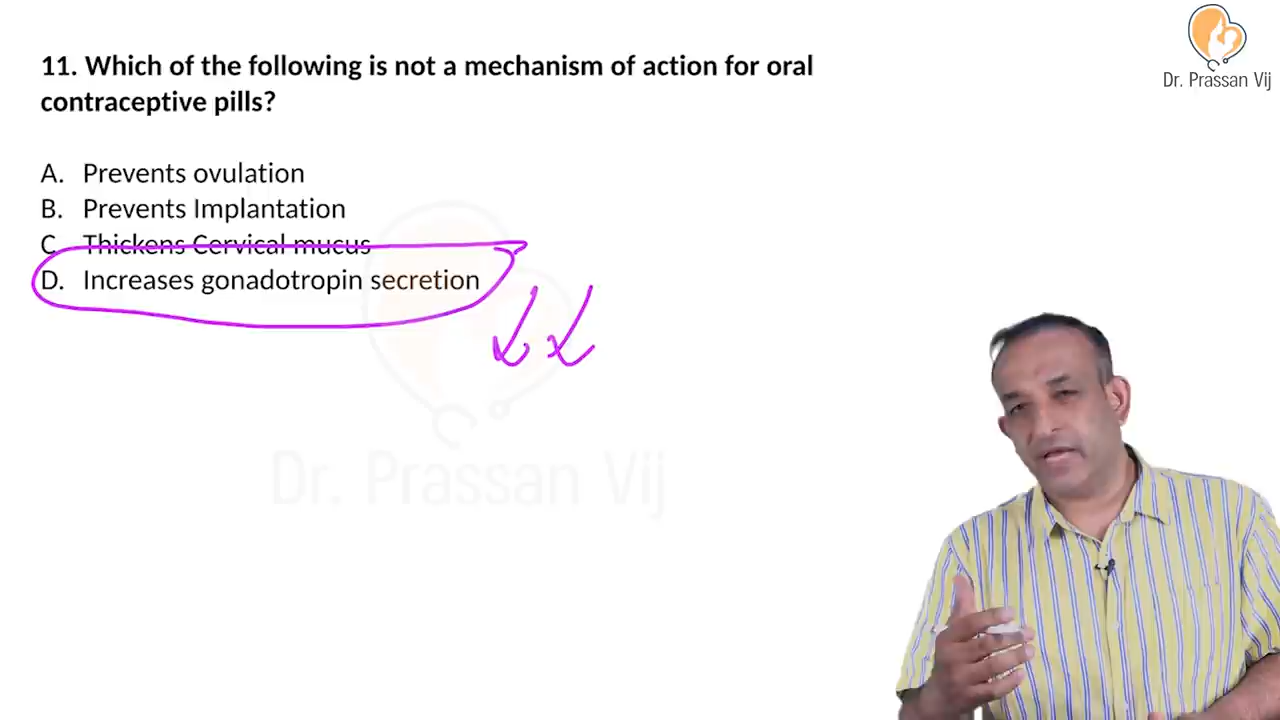 Dr. Prassan Vij
11. Which of the following is not a mechanism of action for oral
contraceptive pills?
A. Prevents ovulation
B. Prevents Implantation
C. Thickens Cervical mucus
D. Increases gonadotropin secretion
Dr. Prassan Vij